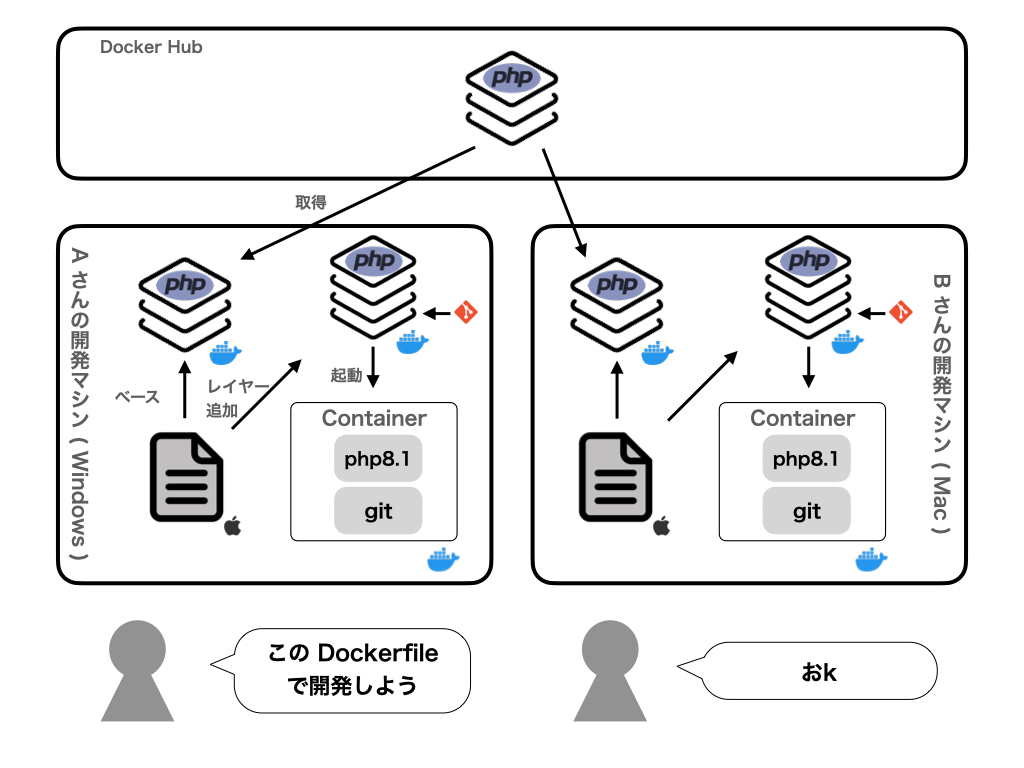 Docker Hub
php
取得
A さんの開発マシン ( Windows )
php
php
ベース
レイヤー
追加
起動
Container
php8.1
git
php
php
B さんの開発マシン ( Mac )
Container
php8.1
git
この Dockerfile
で開発しよう
おk